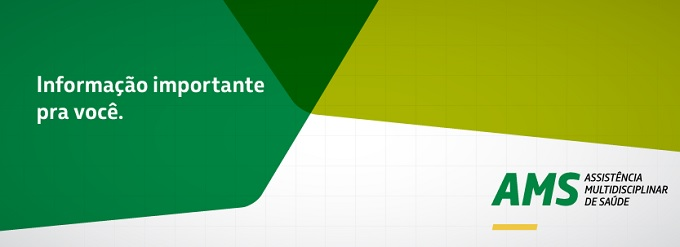 Informação importante
pra você.
AMS
ASSISTÊNCIA
MULTIDISCIPLINAR
DE SAÚDE